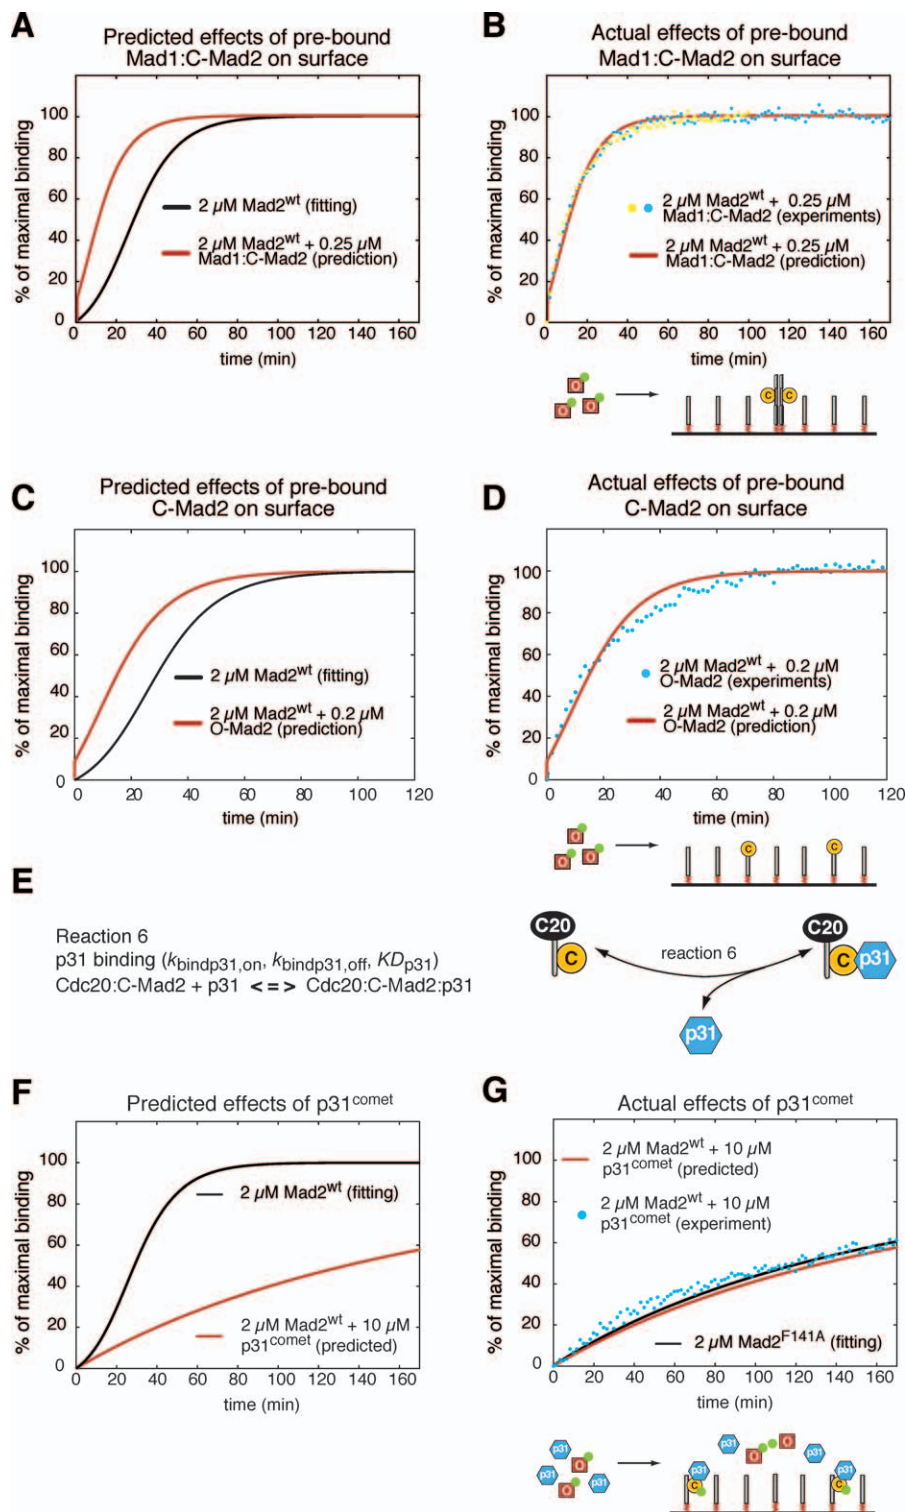 A
Predicted effects of pre-bound
Mad1:C-Mad2 on surface
% of maximal binding
100
80
60
40
20
0
2 µM Mad2wt (fitting)
2 µM Mad2wt + 0.25 µM
Mad1:C-Mad2 (prediction)
0 20 40 60 80 100 120 140 160
time (min)
B
Actual effects of pre-bound
Mad1:C-Mad2 on surface
% of maximal binding
100
80
60
40
20
0
2 µM Mad2wt + 0.25 µM
Mad1:C-Mad2 (experiments)
2 µM Mad2wt + 0.25 µM
Mad1:C-Mad2 (prediction)
0 20 40 60 80 100 120 140 160
time (min)
O
O O
C C
C
Predicted effects of pre-bound
C-Mad2 on surface
% of maximal binding
100
80
60
40
20
0
2 µM Mad2wt (fitting)
2 µM Mad2wt + 0.2 µM
O-Mad2 (prediction)
0 20 40 60 80 100 120
time (min)
D
Actual effects of pre-bound
C-Mad2 on surface
% of maximal binding
100
80
60
40
20
0
2 µM Mad2wt + 0.2 µM
O-Mad2 (experiments)
2 µM Mad2wt + 0.2 µM
O-Mad2 (prediction)
0 20 40 60 80 100 120
time (min)
O
O O
C C
E
Reaction 6
p31 binding (kbindp31,on, kbindp31,off, KDp31)
Cdc20:C-Mad2 + p31 <=> Cdc20:C-Mad2:p31
C20
C
reaction 6
C20
C p31
p31
F
Predicted effects of p31comet
% of maximal binding
100
80
60
40
20
0
2 µM Mad2wt (fitting)
2 µM Mad2wt + 10 µM
p31comet (predicted)
0 20 40 60 80 100 120 140 160
time (min)
G
Actual effects of p31comet
% of maximal binding
100
80
60
40
20
0
2 µM Mad2wt + 10 µM
p31comet (predicted)
2 µM Mad2wt + 10 µM
p31comet (experiment)
2 µM Mad2F141A (fitting)
0 20 40 60 80 100 120 140 160
time (min)
p31 O
p31 O
O p31
p31 O O p31
p31 p31
C C